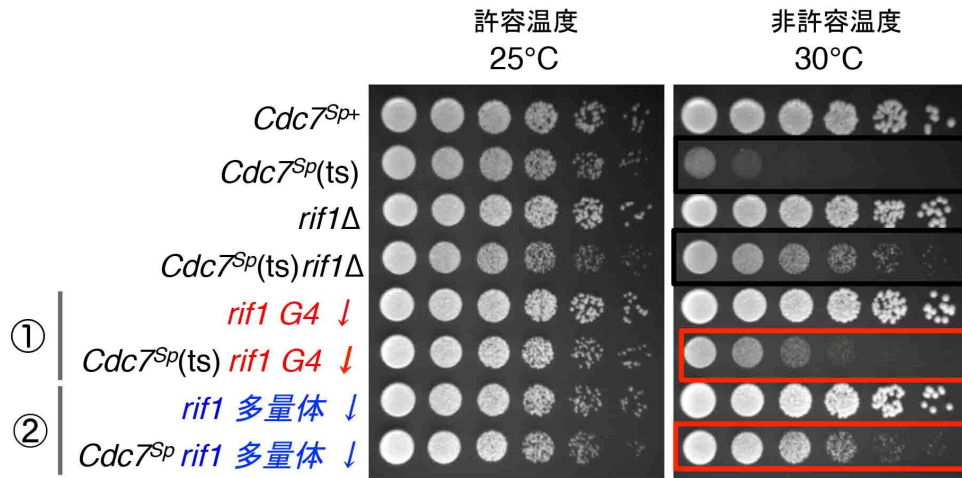 許容温度
25°C
非許容温度
30°C
Cdc7Sp+
Cdc7Sp(ts)
rif1Δ
Cdc7Sp(ts) rif1Δ
①
rif1 G4 ↓
Cdc7Sp(ts) rif1 G4 ↓
②
rif1 多量体 ↓
Cdc7Sp rif1 多量体 ↓